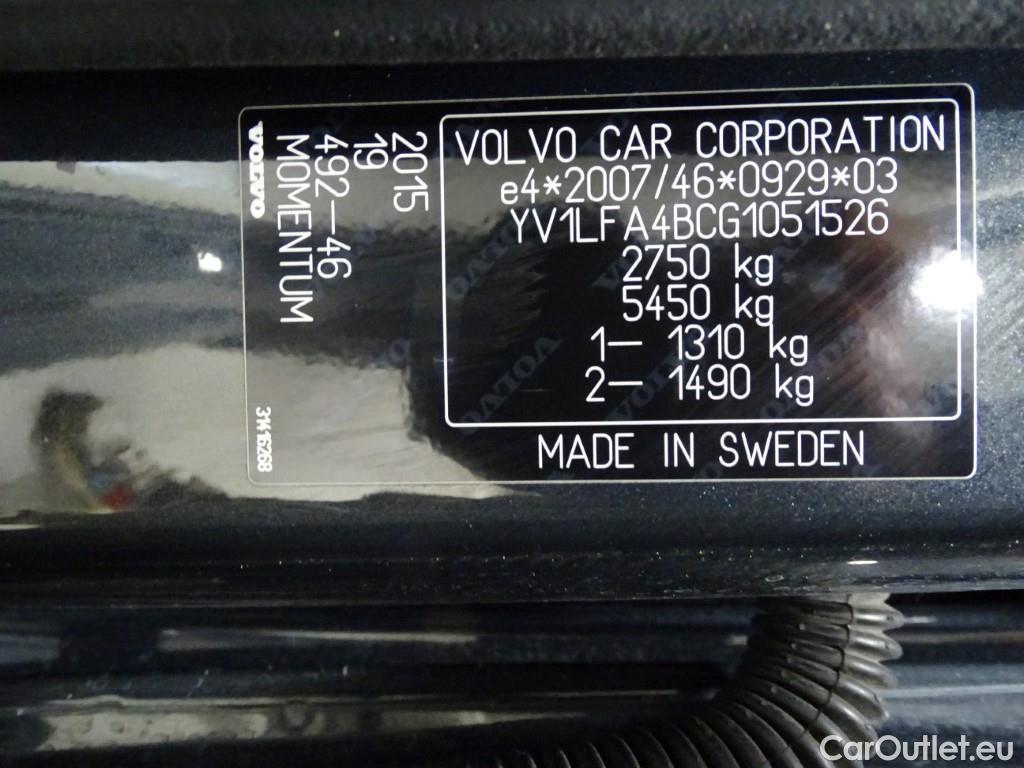 VOLVO CAR CORPORATION
e4*2007/46*0929*03
YV1LFA4BCG1051526
2750 kg
5450 kg
1— 1310 kg
2— 1490 kg
MADE IN SWEDEN
2015
19
492-46
MOMENTUM
VOLVO
31415268
CarOutlet.eu